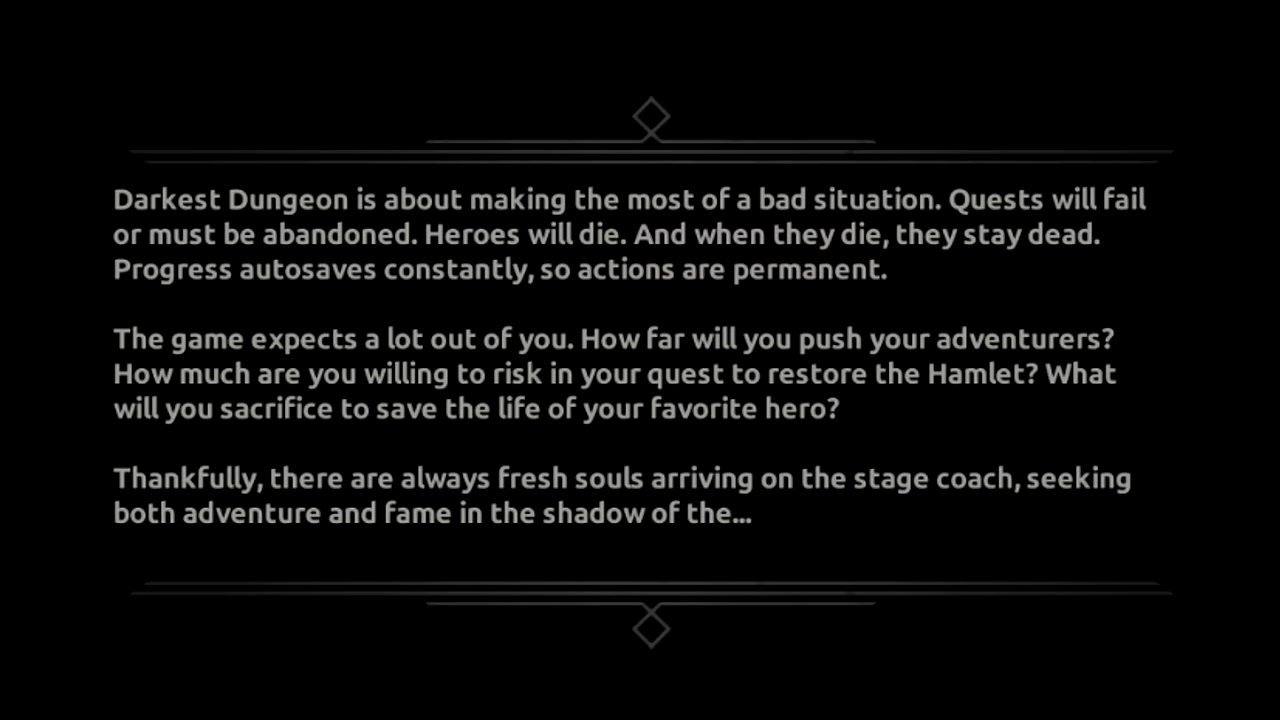 Darkest Dungeon is about making the most of a bad situation. Quests will fail
or must be abandoned. Heroes will die. And when they die, they stay dead.
Progress autosaves constantly, so actions are permanent.
The game expects a lot out of you. How far will you push your adventurers?
How much are you willing to risk in your quest to restore the Hamlet? What
will you sacrifice to save the life of your favorite hero?
Thankfully, there are always fresh souls arriving on the stage coach, seeking
both adventure and fame in the shadow of the...